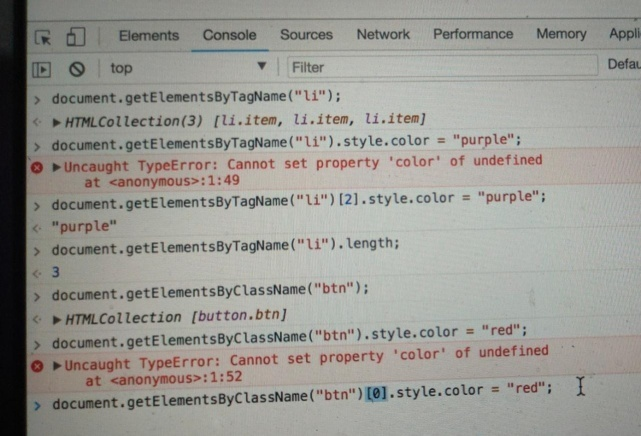 Elements Console Sources Network Performance Memory
top Filter
document.getElementsByTagName("li");
HTMLCollection(3) [li.item, li.item, li.item]
document.getElementsByTagName("li").style.color = "purple";
Uncaught TypeError: Cannot set property 'color' of undefined
at <anonymous>:1:49
document.getElementsByTagName("li")[2].style.color = "purple";
"purple"
document.getElementsByTagName("li").length;
3
document.getElementsByClassName("btn");
HTMLCollection [button.btn]
document.getElementsByClassName("btn").style.color = "red";
Uncaught TypeError: Cannot set property 'color' of undefined
at <anonymous>:1:52
document.getElementsByClassName("btn")[0].style.color = "red";